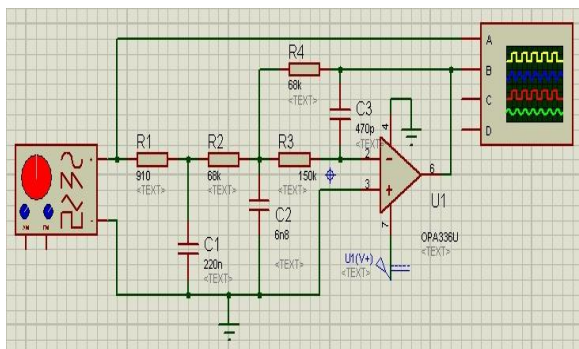 A
B
C
D
R4
68k
<TEXT>
C3
470p
<TEXT>
4
R1
910
<TEXT>
R2
68k
<TEXT>
R3
150k
<TEXT>
2
3
6
7
U1
OPA336U
<TEXT>
C2
6n8
<TEXT>
C1
220n
<TEXT>
U1(V+)
<TEXT>